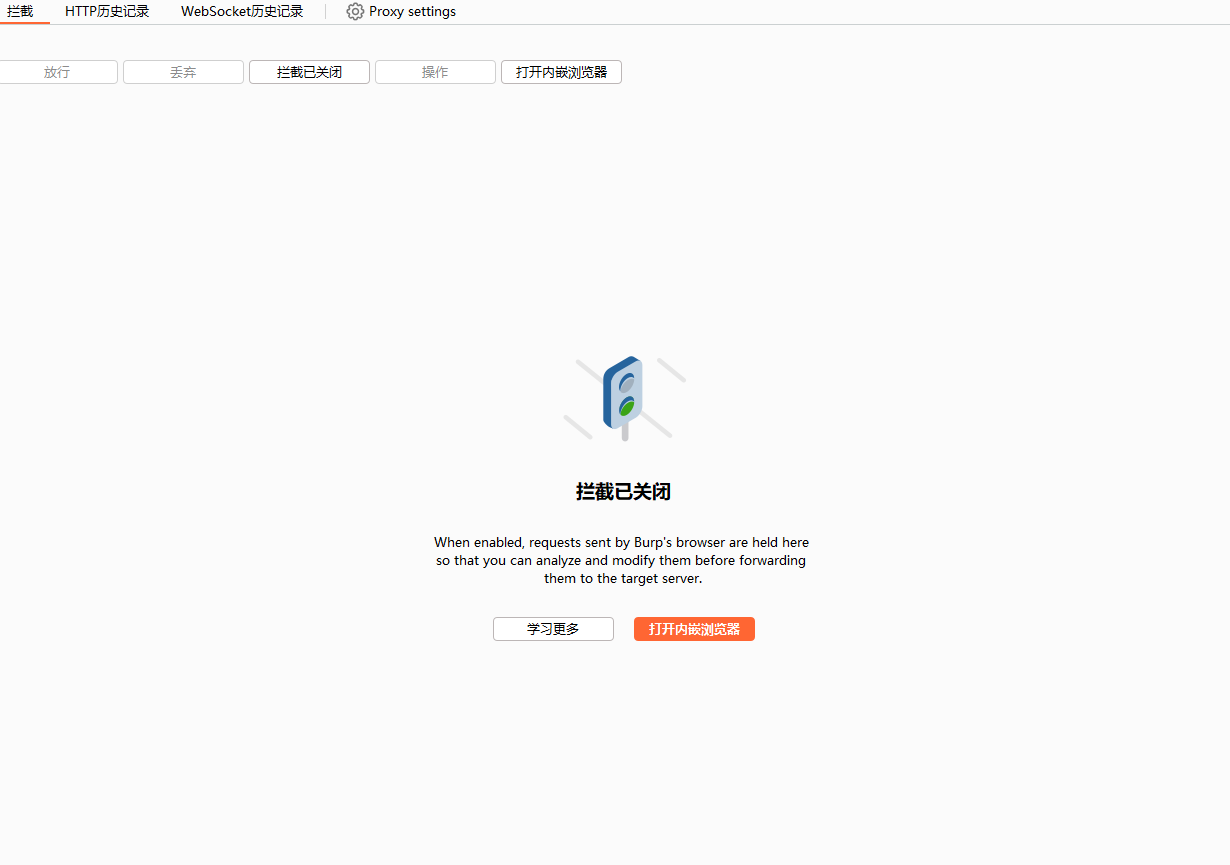 拦截 HTTP历史记录 WebSocket历史记录 Proxy settings
放行 丢弃 拦截已关闭 操作 打开内嵌浏览器
拦截已关闭
When enabled, requests sent by Burp's browser are held here
so that you can analyze and modify them before forwarding
them to the target server.
学习更多 打开内嵌浏览器